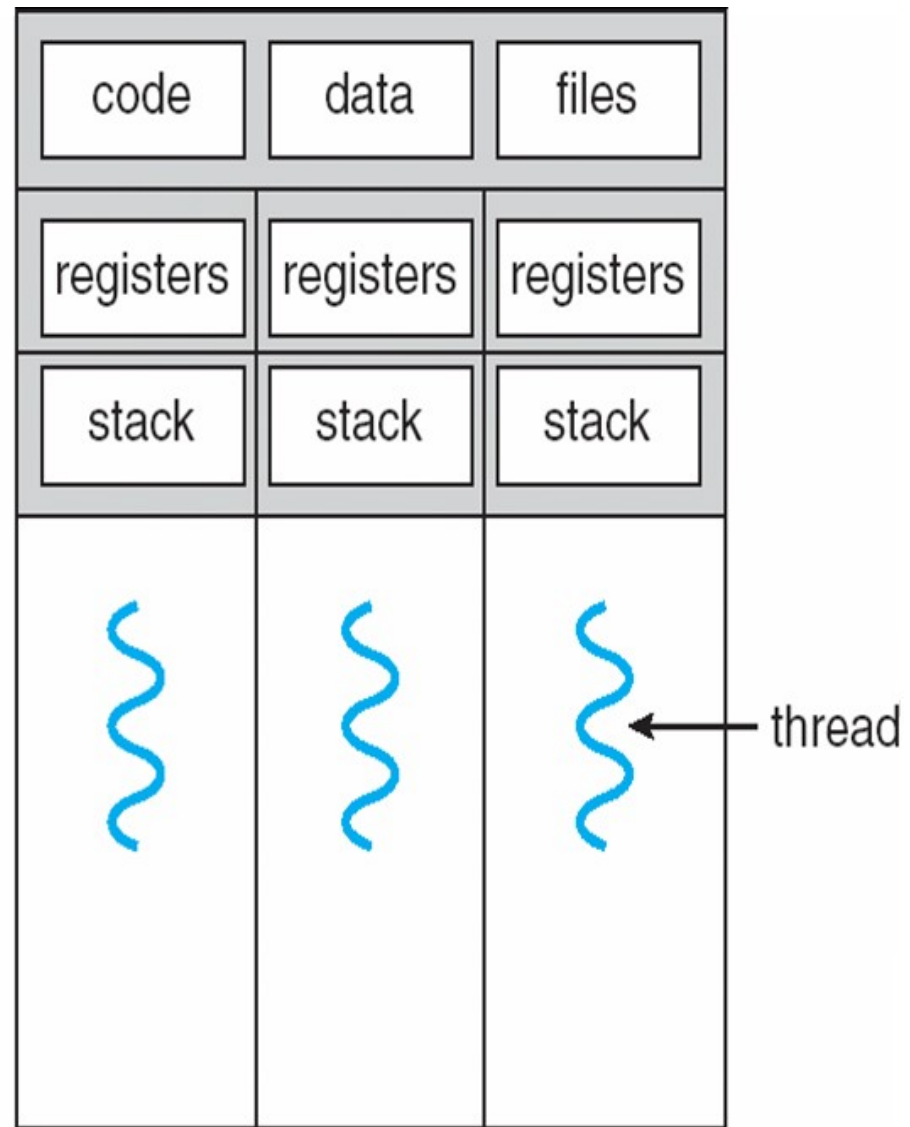 code data files
registers registers registers
stack stack stack
thread